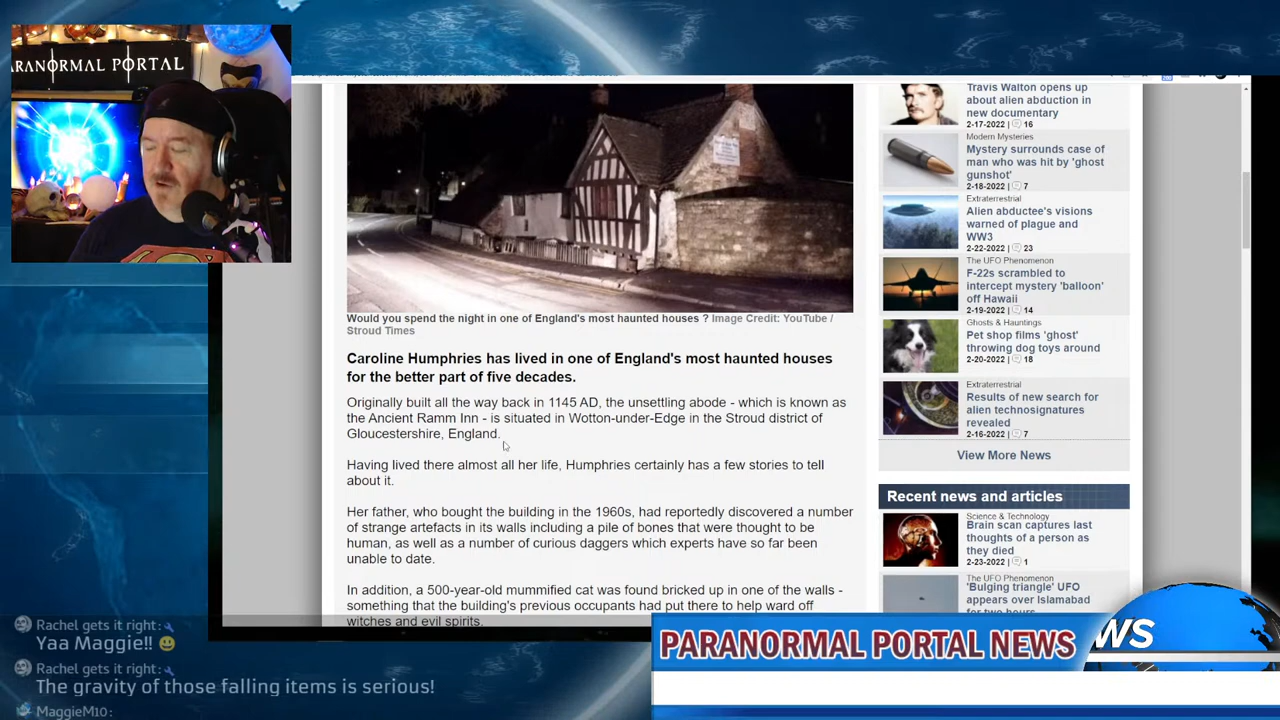 RANORMAL PORTAL
Would you spend the night in one of England's most haunted houses ? Image Credit: YouTube /
Stroud Times
Caroline Humphries has lived in one of England's most haunted houses
for the better part of five decades.
Originally built all the way back in 1145 AD, the unsettling abode - which is known as
the Ancient Ramm Inn - is situated in Wotton-under-Edge in the Stroud district of
Gloucestershire, England.
Having lived there almost all her life, Humphries certainly has a few stories to tell
about it.
Her father, who bought the building in the 1960s, had reportedly discovered a number
of strange artefacts in its walls including a pile of bones that were thought to be
human, as well as a number of curious daggers which experts have so far been
unable to date.
In addition, a 500-year-old mummified cat was found bricked up in one of the walls -
something that the building's previous occupants had put there to help ward off
witches and evil spirits.
Travis Walton opens up
about alien abduction in
new documentary
2-17-2022 | 16
Modern Mysteries
Mystery surrounds case of
man who was hit by 'ghost
gunshot'
2-18-2022 | 7
Extraterrestrial
Alien abductee's visions
warned of plague and
WW3
2-22-2022 | 23
The UFO Phenomenon
F-22s scrambled to
intercept mystery 'balloon'
off Hawaii
2-19-2022 | 14
Ghosts & Hauntings
Pet shop films 'ghost'
throwing dog toys around
2-20-2022 | 18
Extraterrestrial
Results of new search for
alien technosignatures
revealed
2-16-2022 | 7
View More News
Recent news and articles
Science & Technology
Brain scan captures last
thoughts of a person as
they died
2-23-2022 | 1
The UFO Phenomenon
'Bulging triangle' UFO
appears over Islamabad
for two hours
Rachel gets it right:
Yaa Maggie!!
Rachel gets it right:
The gravity of those falling items is serious!
MaggieM10:
PARANORMAL PORTAL NEWS
WS